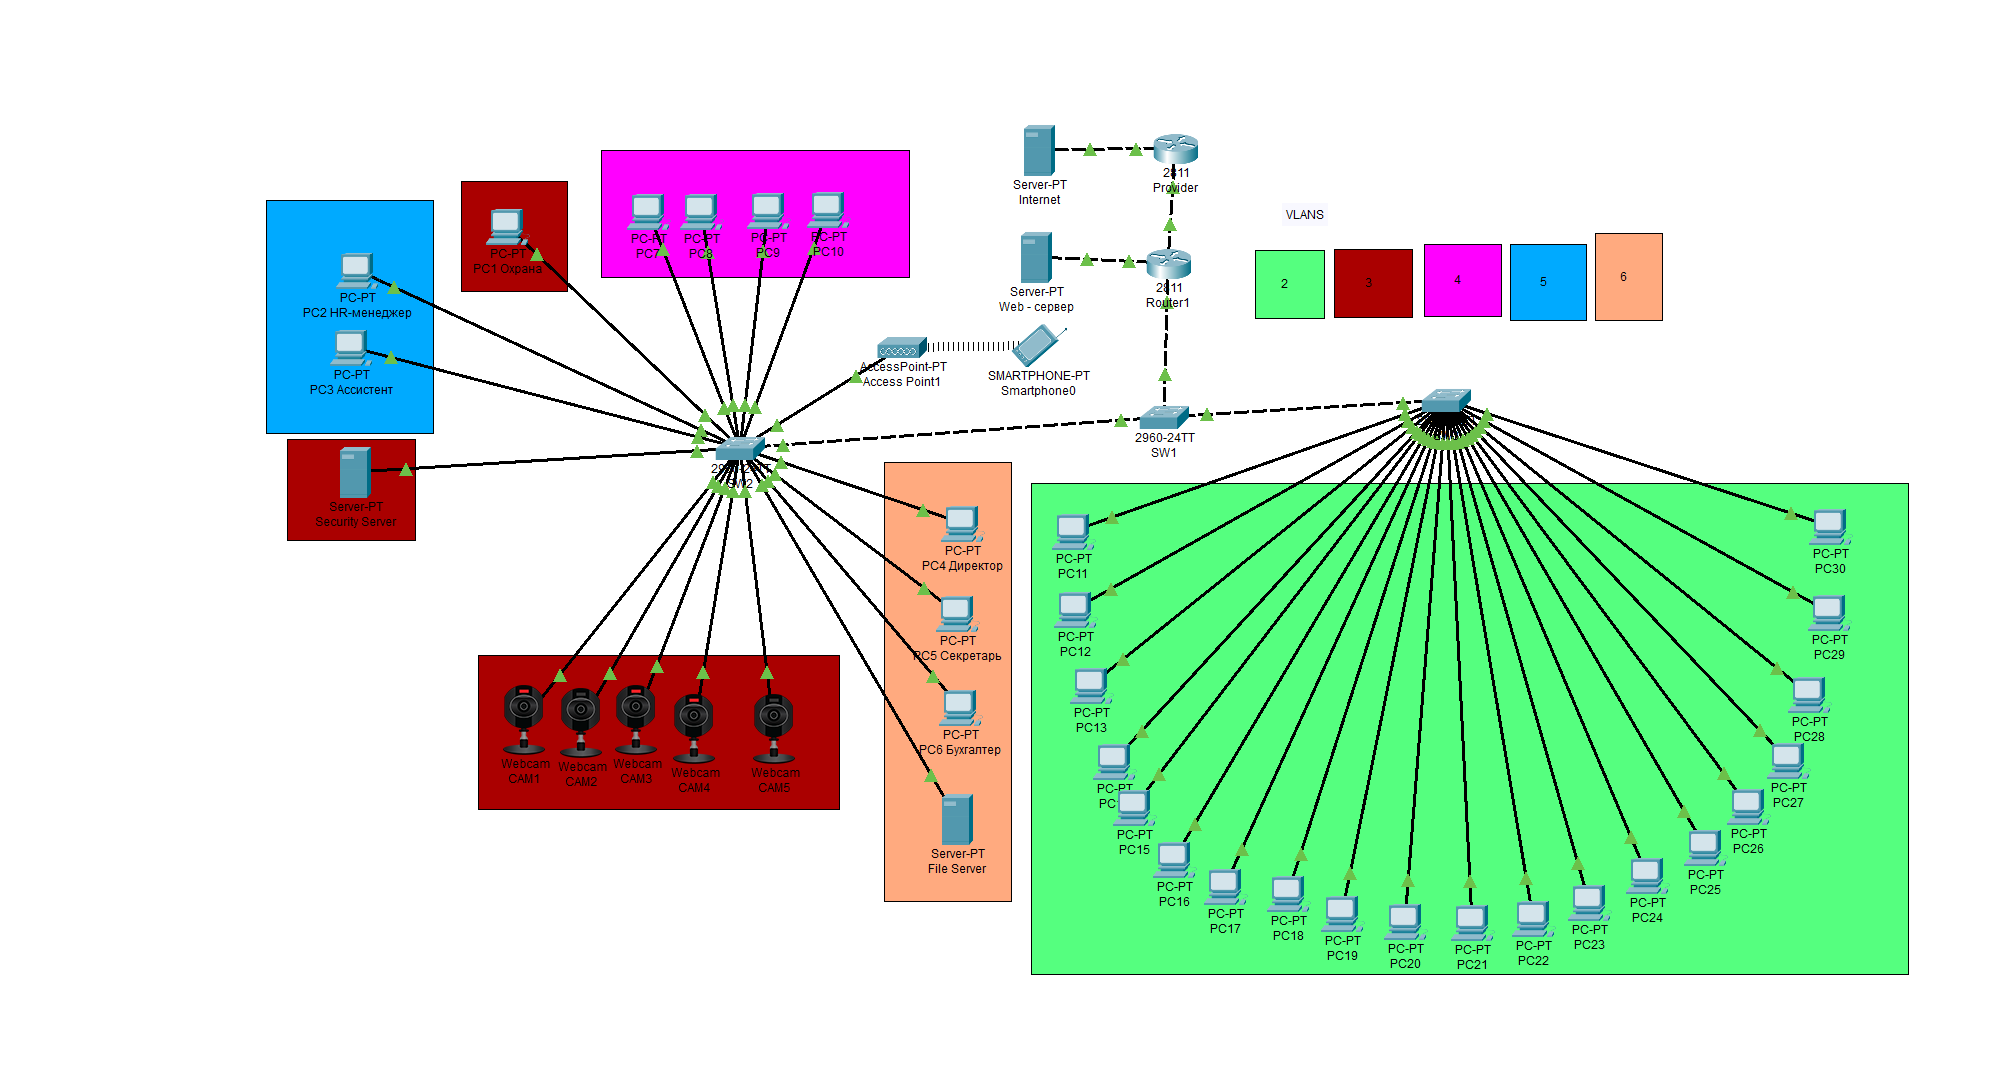 Server-PT
Internet
2811
Provider
Server-PT
Web - сервер
2811
Router1
VLANS
2
3
4
5
6
PC-PT
PC7
PC-PT
PC8
PC-PT
PC9
PC-PT
PC10
PC-PT
PC1 Охрана
PC-PT
PC2 HR-менеджер
PC-PT
PC3 Ассистент
AccessPoint-PT
Access Point1
SMARTPHONE-PT
Smartphone0
2960-24TT
SW1
2960-24TT
SW2
Server-PT
Security Server
PC-PT
PC4 Директор
PC-PT
PC5 Секретарь
PC-PT
PC6 Бухгалтер
Server-PT
File Server
Webcam
CAM1
Webcam
CAM2
Webcam
CAM3
Webcam
CAM4
Webcam
CAM5
PC-PT
PC11
PC-PT
PC12
PC-PT
PC13
PC-PT
PC-PT
PC15
PC-PT
PC16
PC-PT
PC17
PC-PT
PC18
PC-PT
PC19
PC-PT
PC20
PC-PT
PC21
PC-PT
PC22
PC-PT
PC23
PC-PT
PC24
PC-PT
PC25
PC-PT
PC26
PC-PT
PC27
PC-PT
PC28
PC-PT
PC29
PC-PT
PC30